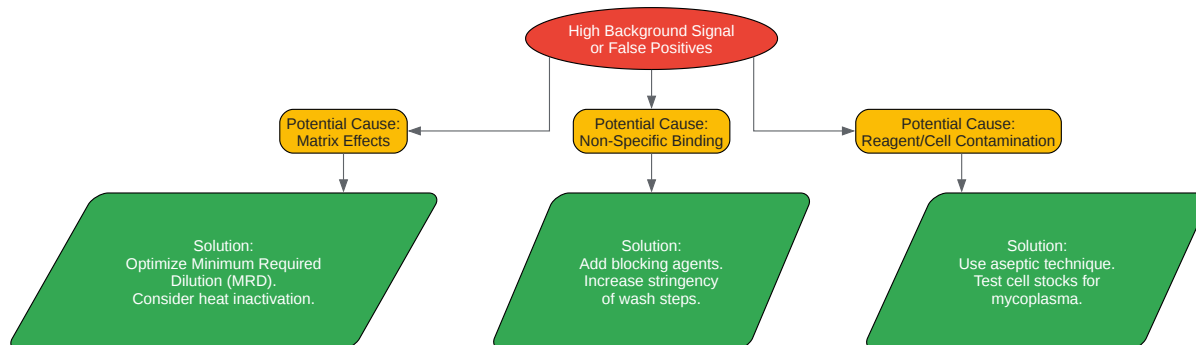 High Background Signal
or False Positives
Potential Cause:
Matrix Effects
Potential Cause:
Non-Specific Binding
Potential Cause:
Reagent/Cell Contamination
Solution:
Optimize Minimum Required
Dilution (MRD).
Consider heat inactivation.
Solution:
Add blocking agents.
Increase stringency
of wash steps.
Solution:
Use aseptic technique.
Test cell stocks for
mycoplasma.